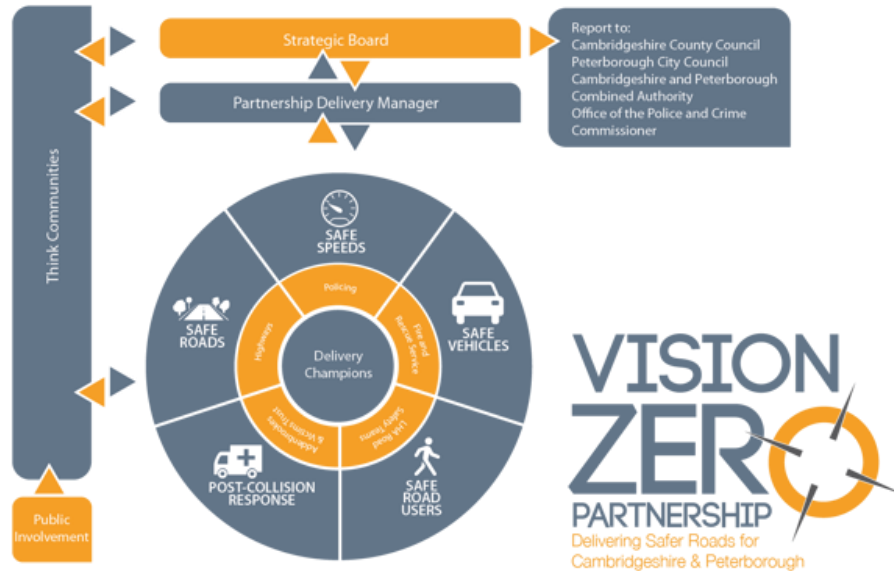 Strategic Board
Report to:
Cambridgeshire County Council
Peterborough City Council
Cambridgeshire and Peterborough
Combined Authority
Office of the Police and Crime
Commissioner
Partnership Delivery Manager
Think Communities
Public
Involvement
SAFE
SPEEDS
SAFE
VEHICLES
SAFE
ROAD
USERS
POST-COLLISION
RESPONSE
SAFE
ROADS
Policing
Fire and
Rescue Service
LHA Road
Safety Teams
Addenbrookes
& Victims Trust
Highways
Delivery
Champions
VISION
ZERO
PARTNERSHIP
Delivering Safer Roads for
Cambridgeshire & Peterborough